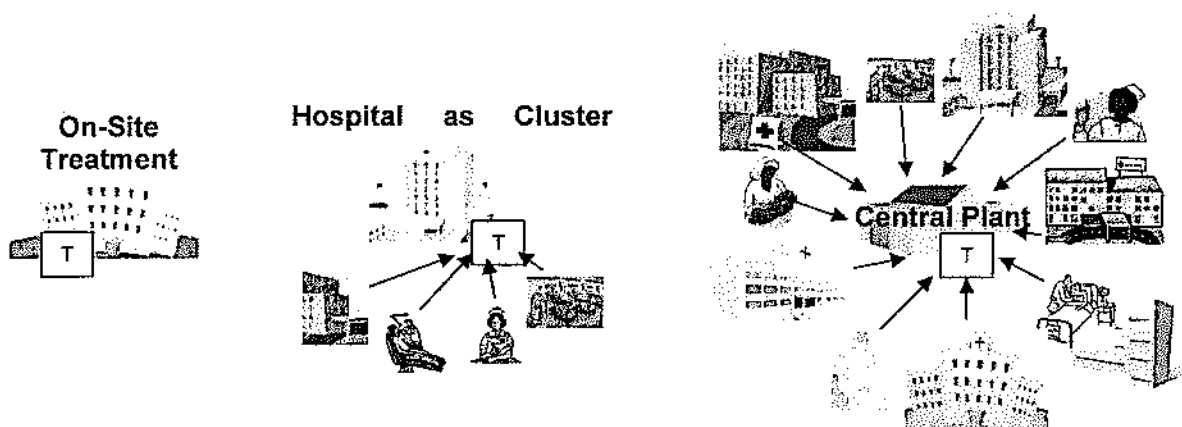 On-Site
Treatment
T
Hospital as Cluster
T
Central Plant
T